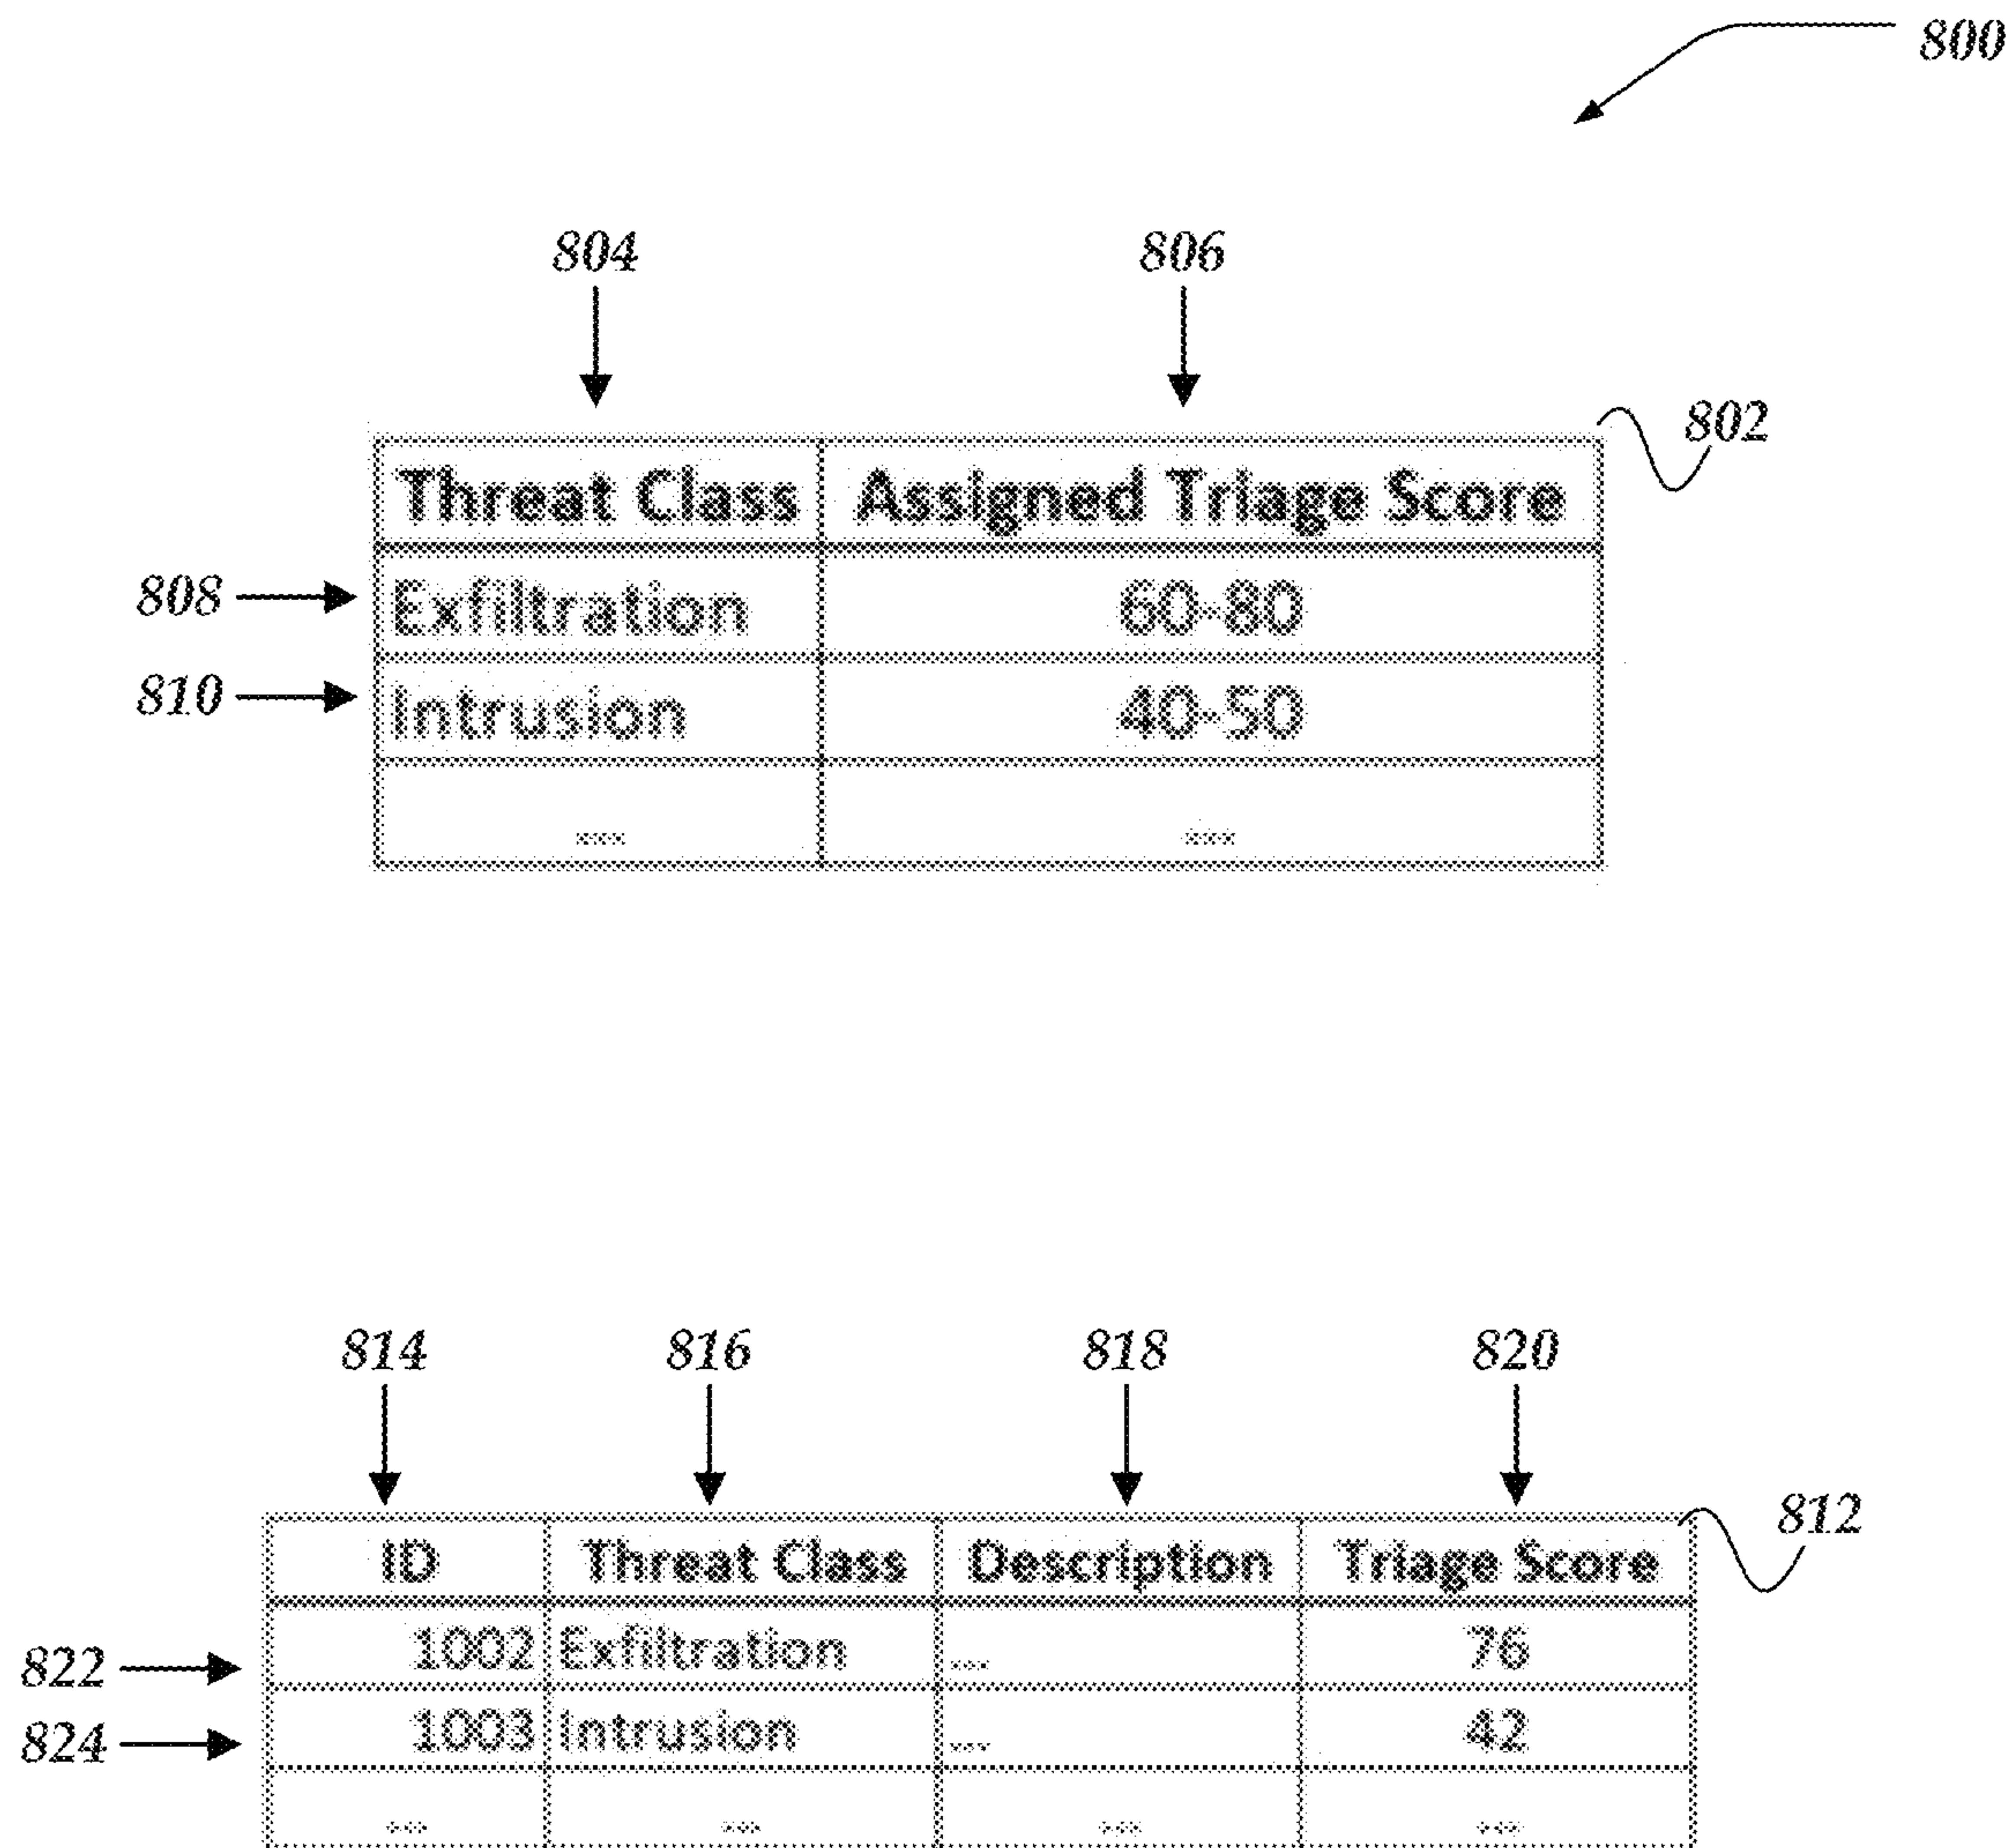 800
804 806
802
Threat Class Assigned Triage Score
808 Exfiltration 60-80
810 Intrusion 40-50
... ...
814 816 818 820
812
ID Threat Class Description Triage Score
822 1002 Exfiltration ... 76
824 1003 Intrusion ... 42
... ... ... ...